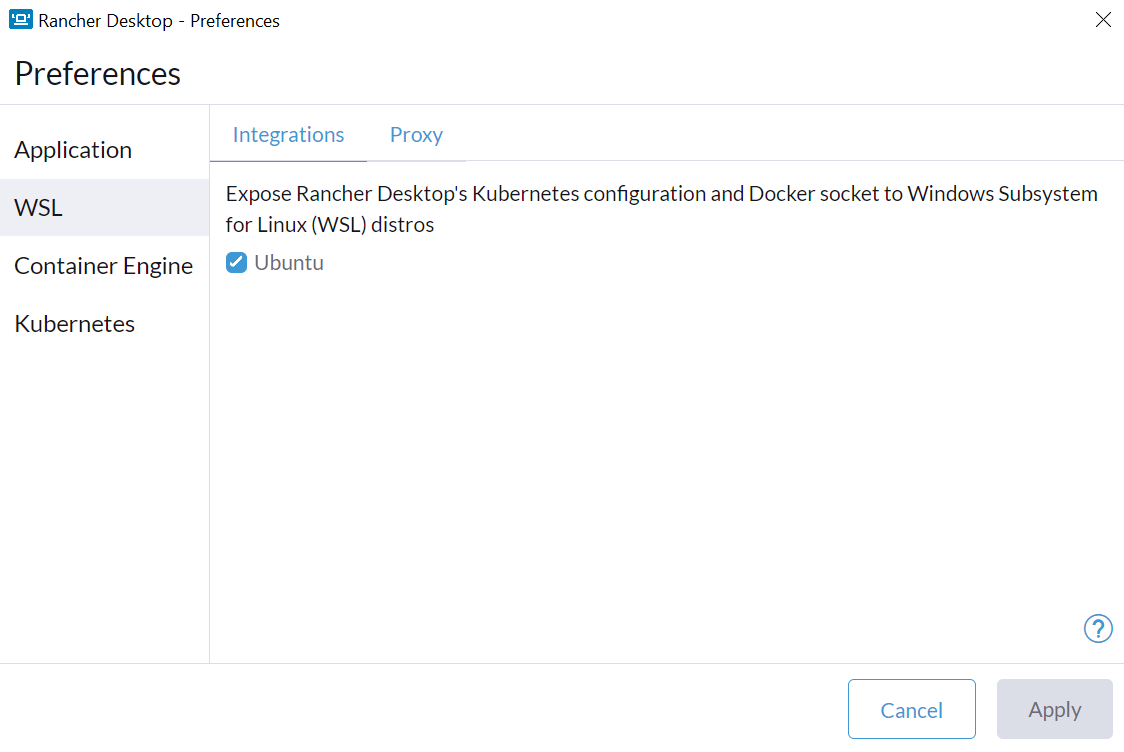 Rancher Desktop - Preferences
Preferences
Application
WSL
Container Engine
Kubernetes
Integrations Proxy
Expose Rancher Desktop's Kubernetes configuration and Docker socket to Windows Subsystem
for Linux (WSL) distros
Ubuntu
?
Cancel Apply